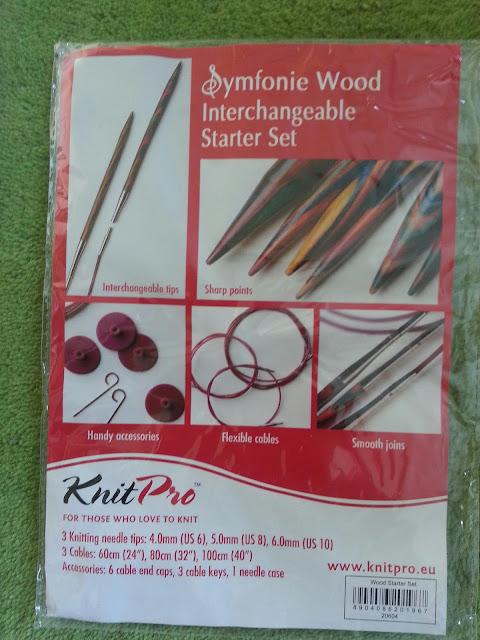 Symfonie Wood
Interchangeable
Starter Set
Interchangeable tips
Sharp points
Handy accessories
Flexible cables
Smooth joins
KnitPro™
FOR THOSE WHO LOVE TO KNIT
3 Knitting needle tips: 4.0mm (US 6), 5.0mm (US 8), 6.0mm (US 10)
3 Cables: 60cm (24”), 80cm (32”), 100cm (40”)
Accessories: 6 cable end caps, 3 cable keys, 1 needle case
www.knitpro.eu
Wood Starter Set
8904086201967
20604